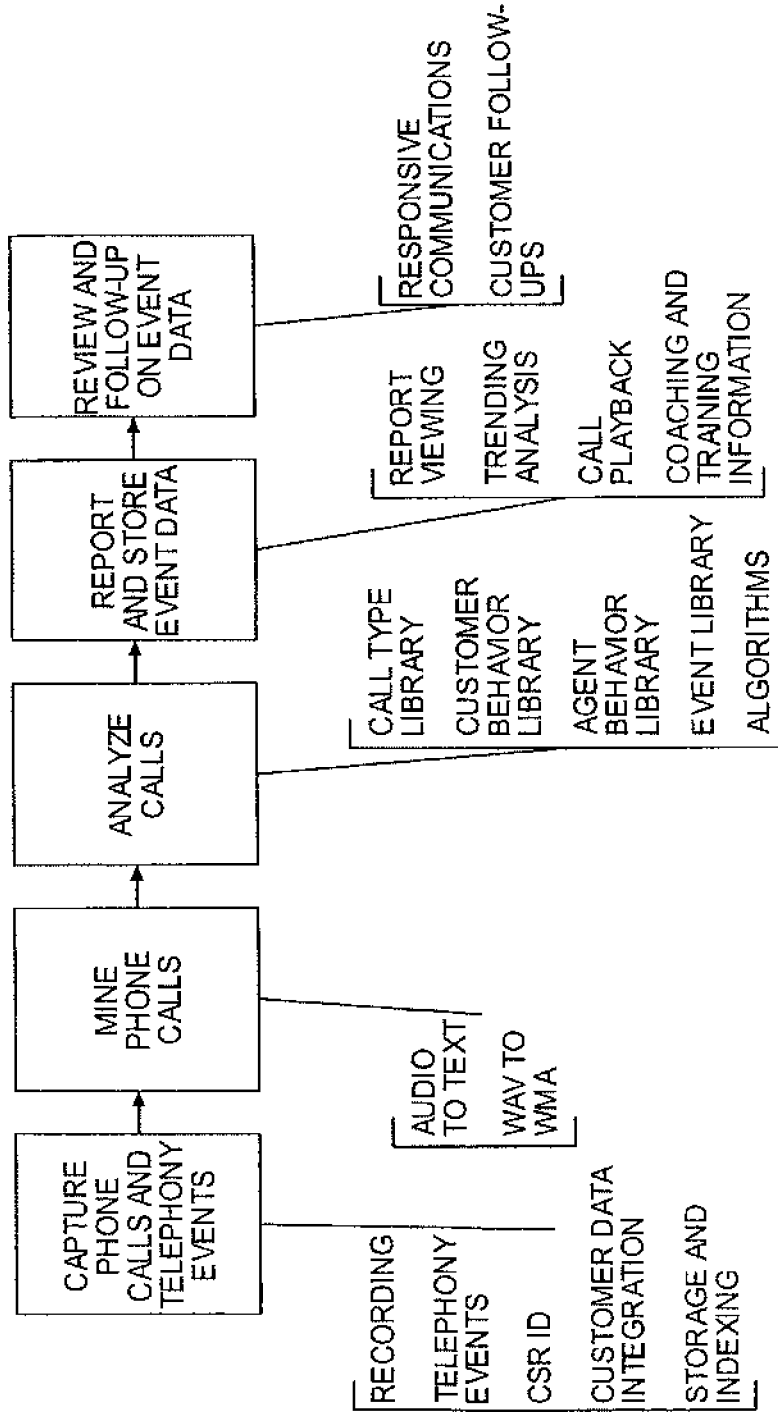 CAPTURE
PHONE
CALLS AND
TELEPHONY
EVENTS
MINE
PHONE
CALLS
ANALYZE
CALLS
REPORT
AND STORE
EVENT DATA
REVIEW AND
FOLLOW-UP
ON EVENT
DATA
RECORDING
TELEPHONY
EVENTS
CSR ID
CUSTOMER DATA
INTEGRATION
STORAGE AND
INDEXING
AUDIO
TO TEXT
WAV TO
WMA
CALL TYPE
LIBRARY
CUSTOMER
BEHAVIOR
LIBRARY
AGENT
BEHAVIOR
LIBRARY
EVENT LIBRARY
ALGORITHMS
REPORT
VIEWING
TRENDING
ANALYSIS
CALL
PLAYBACK
COACHING AND
TRAINING
INFORMATION
RESPONSIVE
COMMUNICATIONS
CUSTOMER FOLLOW-
UPS